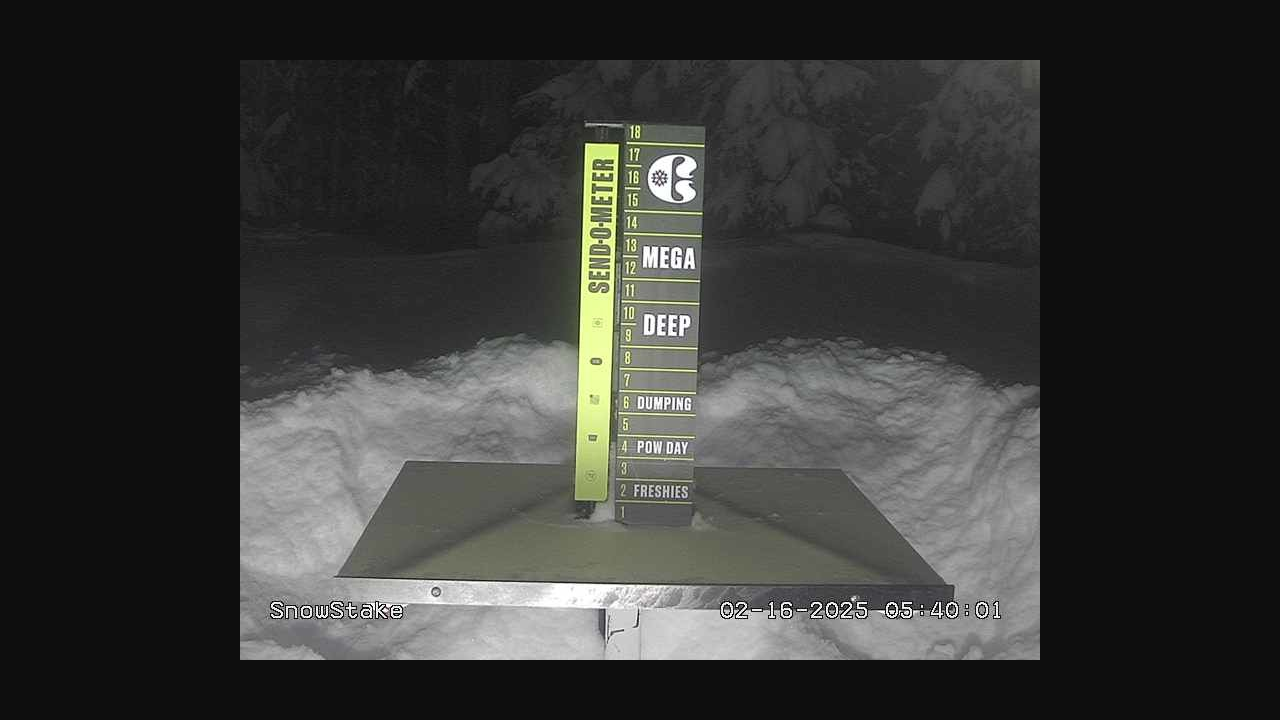 SEND-O-METER
18
17
16
15
14
13
MEGA
12
11
10
DEEP
9
8
7
6 DUMPING
5
4 POW DAY
3
2 FRESHIES
1
SnowStake
02-16-2025 05:40:01